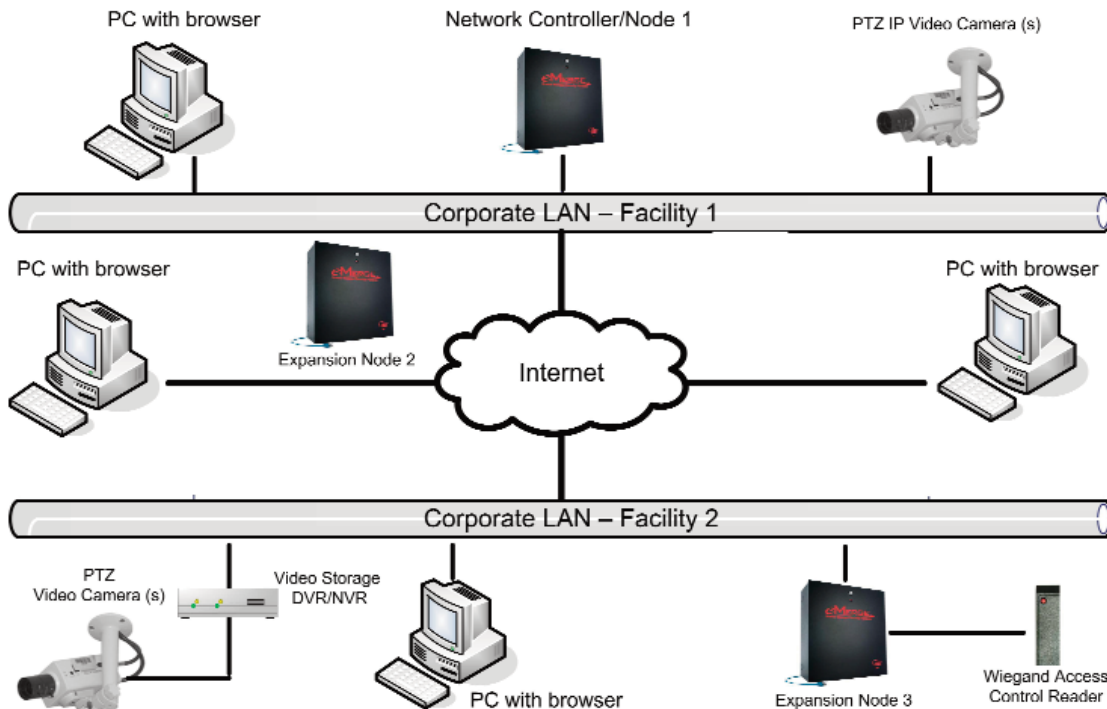 PC with browser
Network Controller/Node 1
PTZ IP Video Camera (s)
Corporate LAN – Facility 1
PC with browser
Expansion Node 2
PC with browser
Internet
Corporate LAN – Facility 2
PTZ
Video Camera (s)
Video Storage
DVR/NVR
PC with browser
Expansion Node 3
Wiegand Access
Control Reader